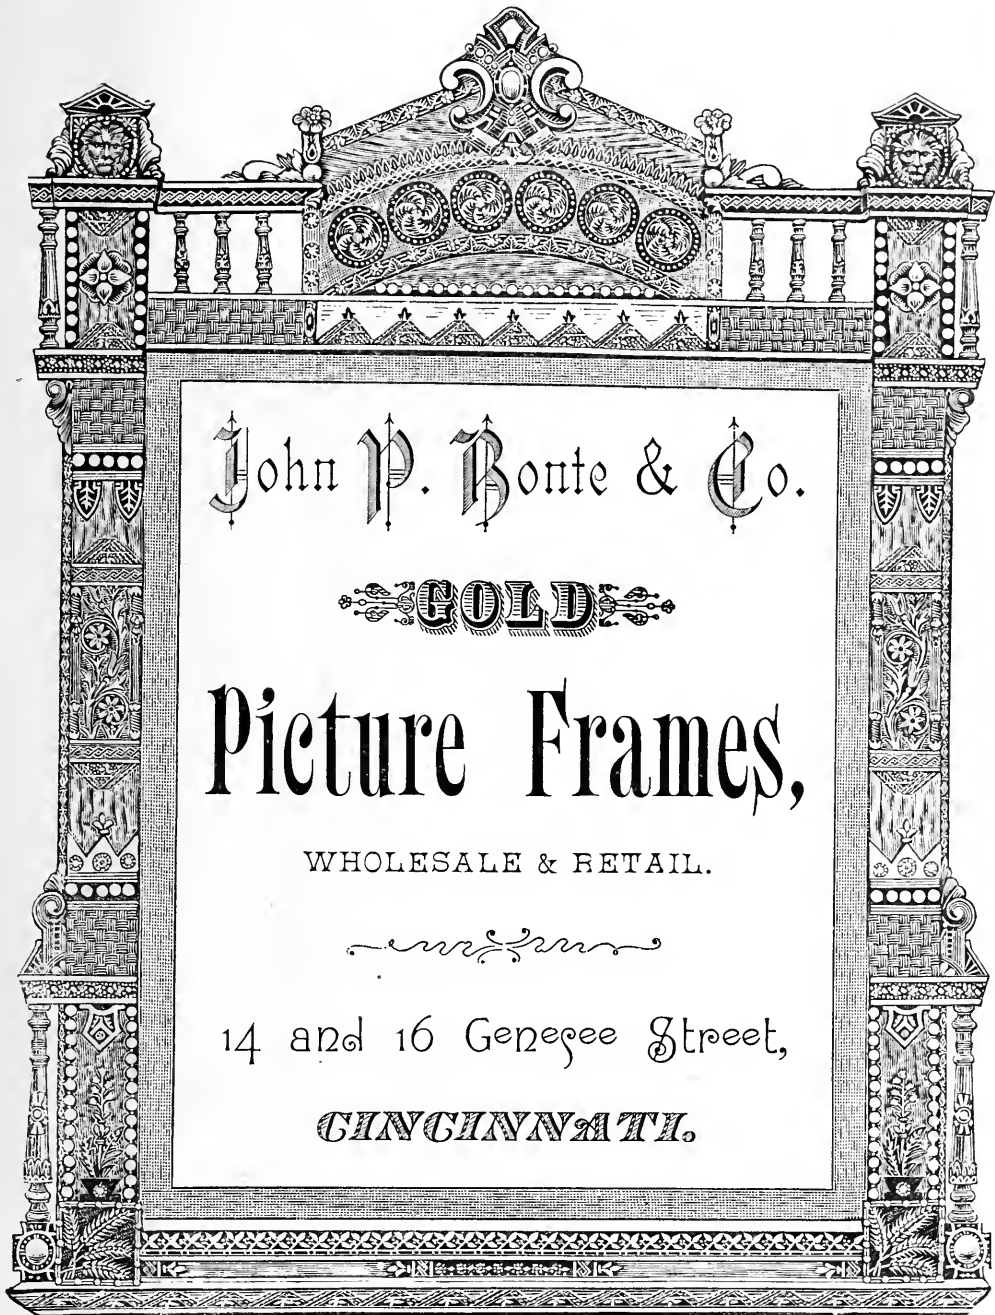 John P. Bonte & Co.
GOLD
Picture Frames,
WHOLESALE & RETAIL.
14 and 16 Genesee Street,
CINCINNATI.